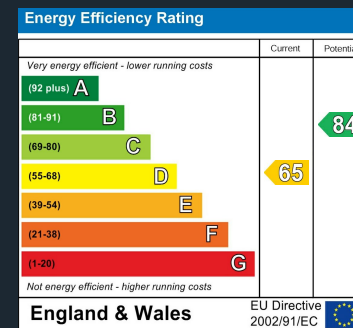 Energy Efficiency Rating
Current
Very energy efficient - lower running costs
(92 plus) A
(81-91) B
84
(69-80) C
(55-68) D
65
(39-54) E
(21-38) F
(1-20) G
Not energy efficient - higher running costs
England & Wales
EU Directive
2002/91/EC